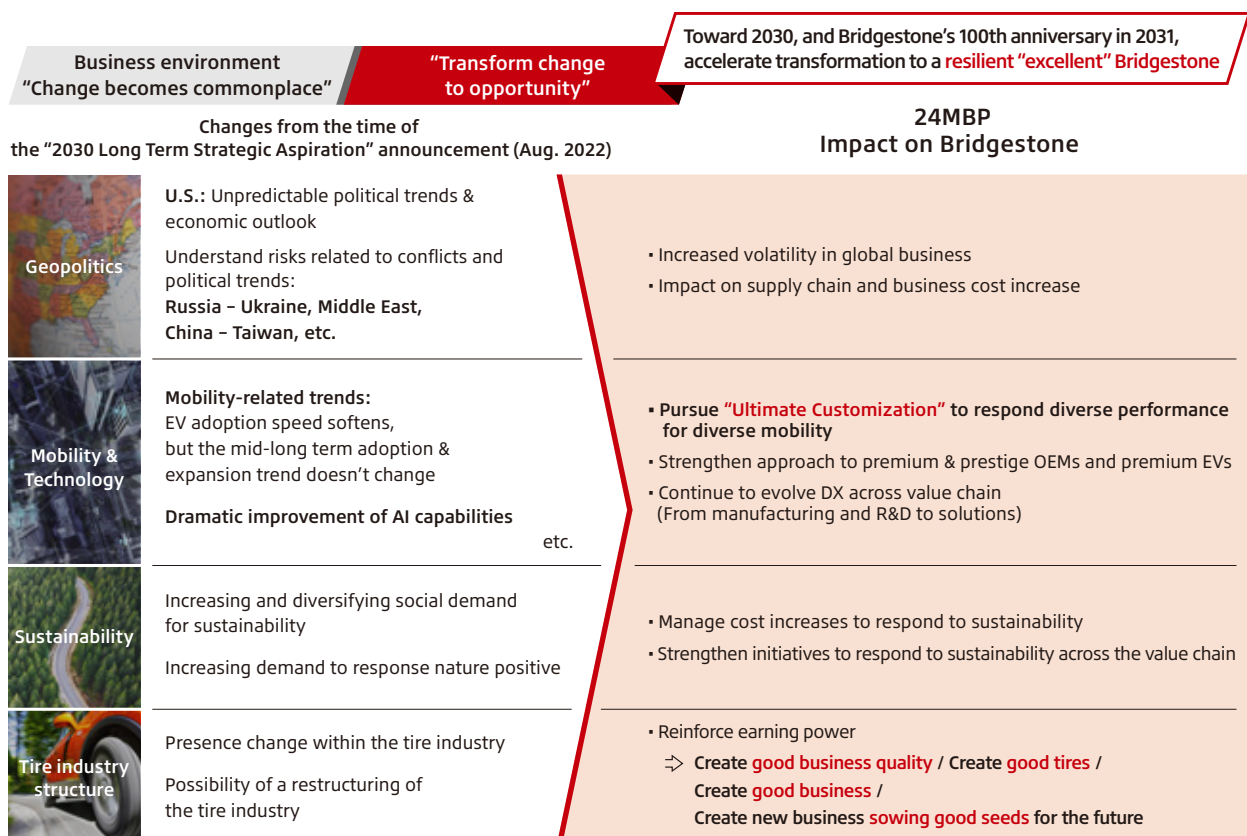 Business environment
“Change becomes commonplace”
“Transform change
to opportunity”
Toward 2030, and Bridgestone’s 100th anniversary in 2031,
accelerate transformation to a resilient “excellent” Bridgestone
Changes from the time of
the “2030 Long Term Strategic Aspiration” announcement (Aug. 2022)
24MBP
Impact on Bridgestone
Geopolitics
U.S.: Unpredictable political trends &
economic outlook
Understand risks related to conflicts and
political trends:
Russia – Ukraine, Middle East,
China – Taiwan, etc.
・Increased volatility in global business
・Impact on supply chain and business cost increase
Mobility &
Technology
Mobility-related trends:
EV adoption speed softens,
but the mid-long term adoption &
expansion trend doesn’t change
Dramatic improvement of AI capabilities
etc.
・Pursue “Ultimate Customization” to respond diverse performance
for diverse mobility
・Strengthen approach to premium & prestige OEMs and premium EVs
・Continue to evolve DX across value chain
(From manufacturing and R&D to solutions)
Sustainability
Increasing and diversifying social demand
for sustainability
Increasing demand to response nature positive
・Manage cost increases to respond to sustainability
・Strengthen initiatives to respond to sustainability across the value chain
Tire industry
structure
Presence change within the tire industry
Possibility of a restructuring of
the tire industry
・Reinforce earning power
⇨ Create good business quality / Create good tires /
Create good business /
Create new business sowing good seeds for the future